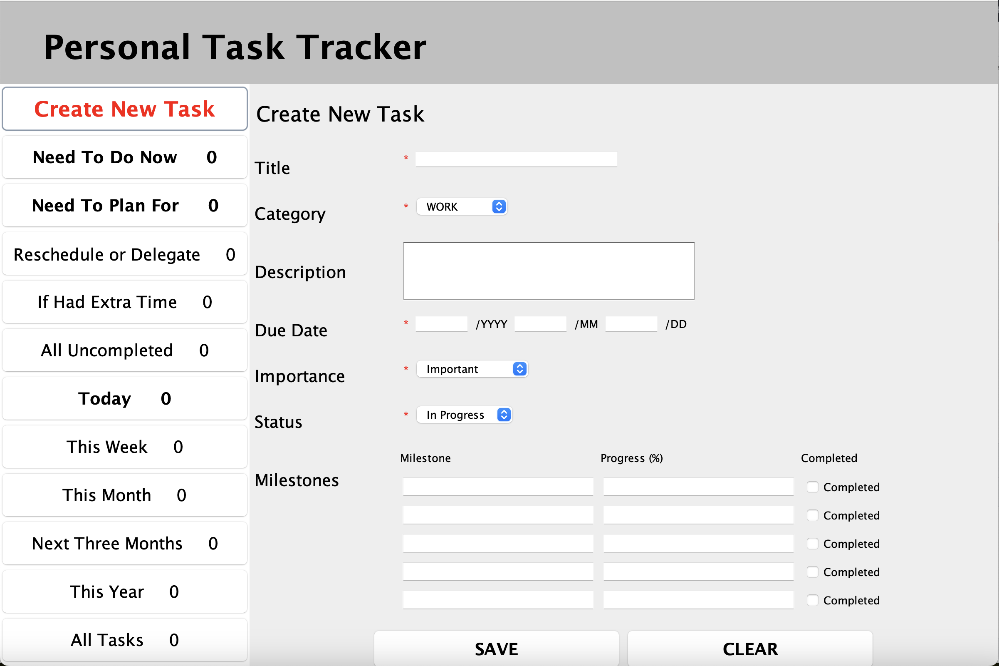 Personal Task Tracker
Create New Task
Need To Do Now 0
Need To Plan For 0
Reschedule or Delegate 0
If Had Extra Time 0
All Uncompleted 0
Today 0
This Week 0
This Month 0
Next Three Months 0
This Year 0
All Tasks 0
Create New Task
Title *
Category * WORK
Description
Due Date * /YYYY /MM /DD
Importance * Important
Status * In Progress
Milestone Progress (%) Completed
Milestones
Completed
Completed
Completed
Completed
Completed
SAVE CLEAR